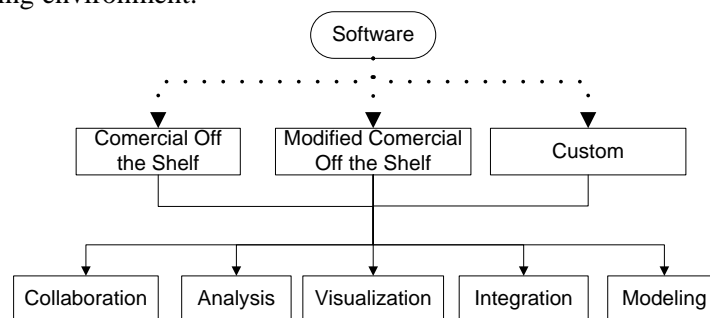 ing environment.
Software
Comercial Off
the Shelf
Modified Comercial
Off the Shelf
Custom
Collaboration
Analysis
Visualization
Integration
Modeling